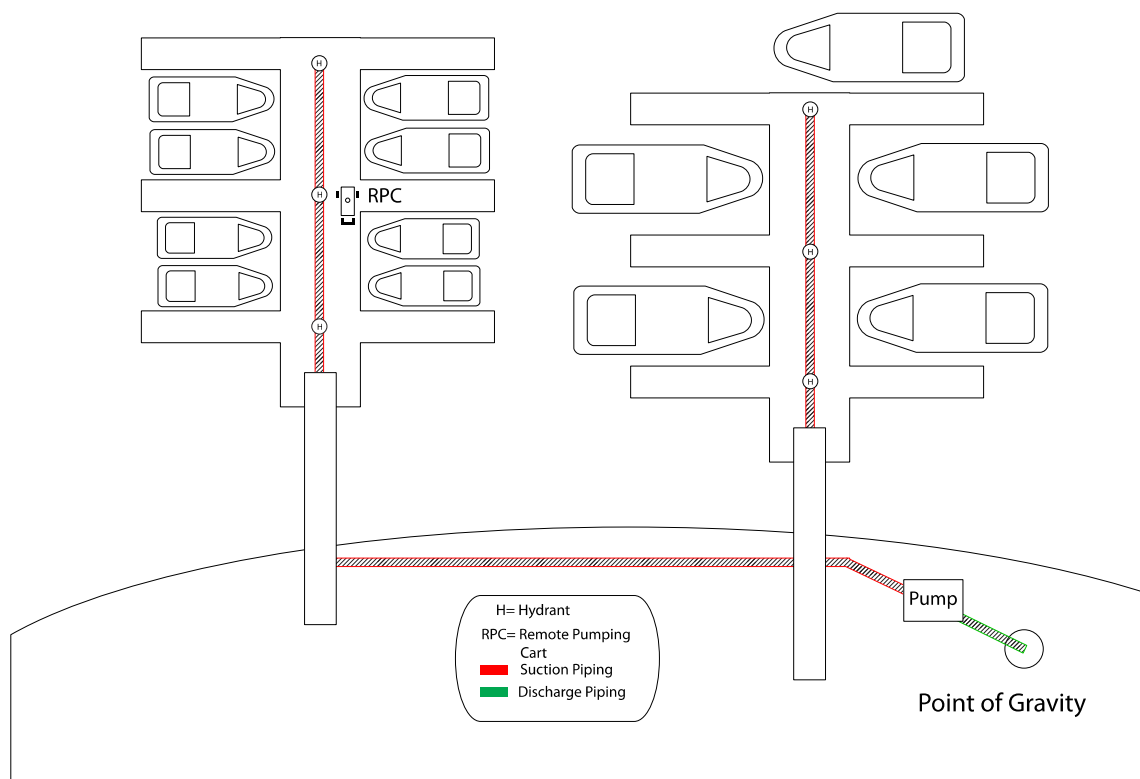 H
H
RPC
H
H
H
H
Pump
H= Hydrant
RPC= Remote Pumping
Cart
Suction Piping
Discharge Piping
Point of Gravity